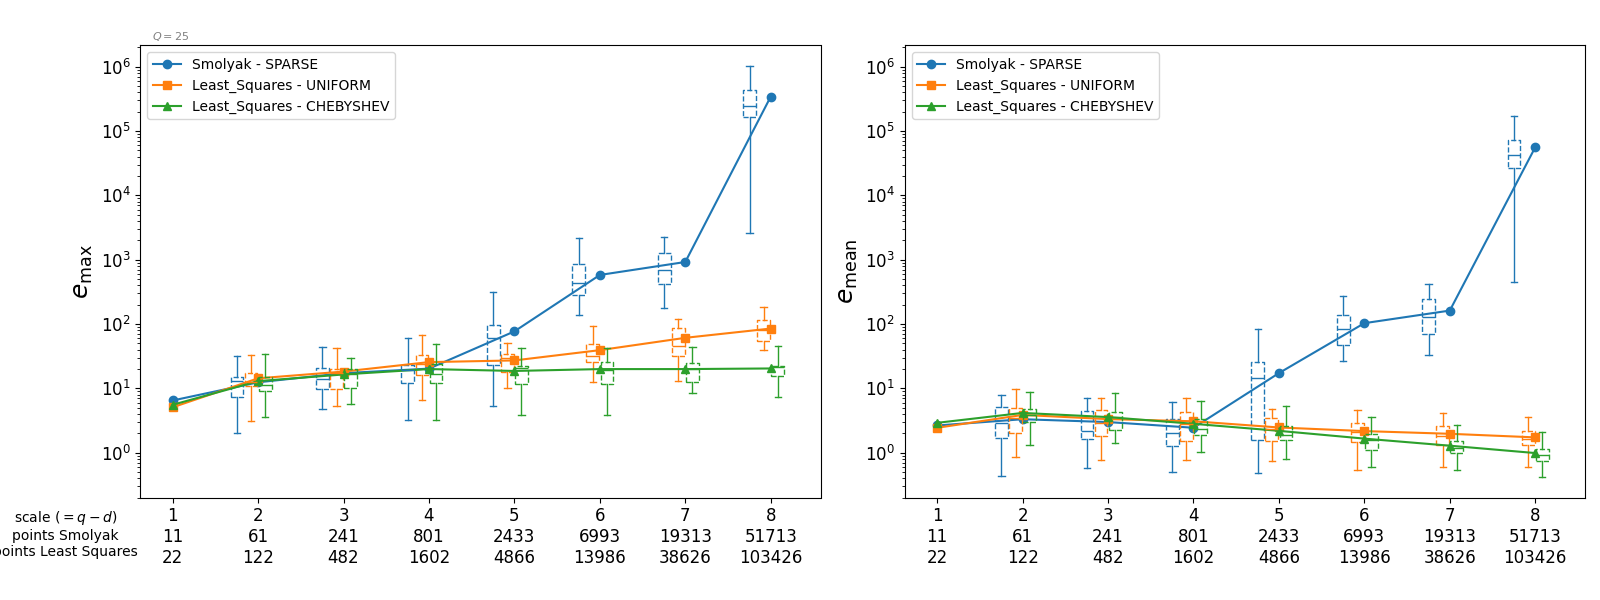 Q = 25
Smolyak - SPARSE
Least_Squares - UNIFORM
Least_Squares - CHEBYSHEV
10^6
10^5
10^4
10^3
10^2
10^1
10^0
e_max
scale (= q − d) 1 2 3 4 5 6 7 8
points Smolyak 11 61 241 801 2433 6993 19313 51713
points Least Squares 22 122 482 1602 4866 13986 38626 103426
Smolyak - SPARSE
Least_Squares - UNIFORM
Least_Squares - CHEBYSHEV
10^6
10^5
10^4
10^3
10^2
10^1
10^0
e_mean
1 2 3 4 5 6 7 8
11 61 241 801 2433 6993 19313 51713
22 122 482 1602 4866 13986 38626 103426